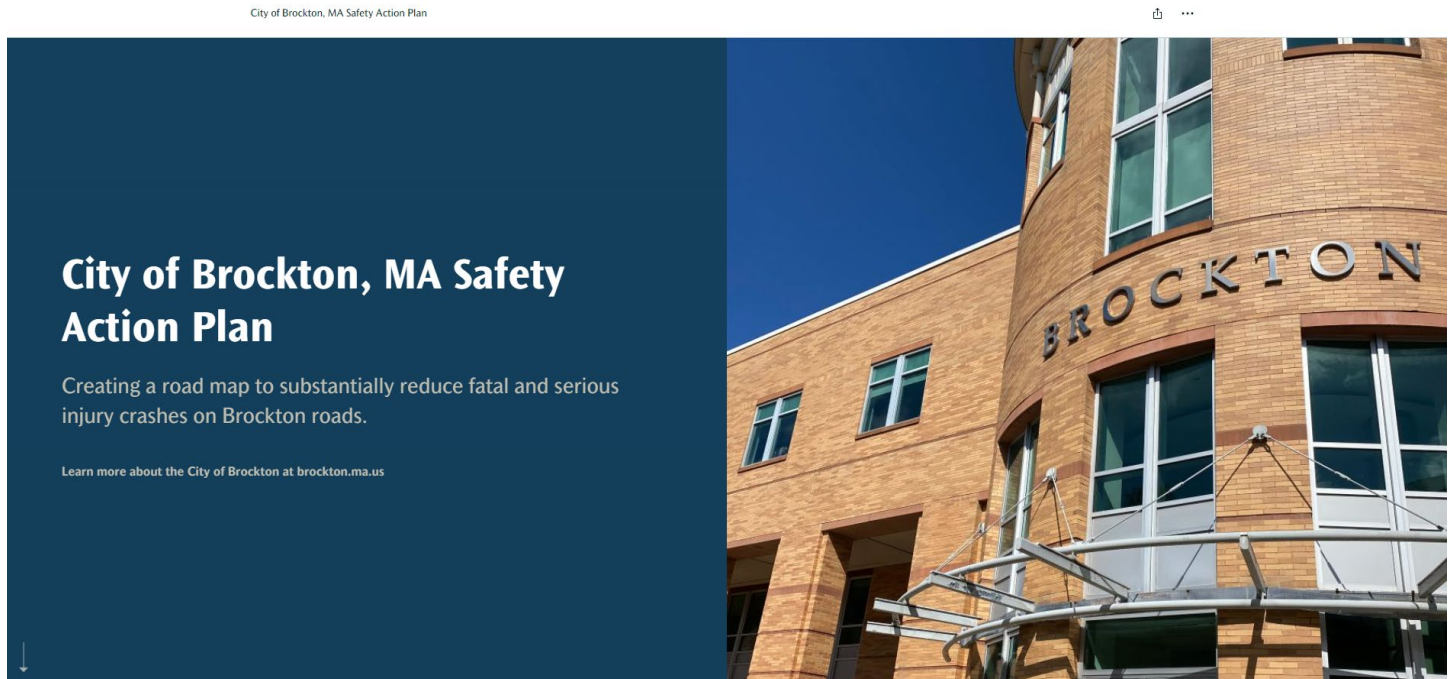 City of Brockton, MA Safety Action Plan
City of Brockton, MA Safety
Action Plan
Creating a road map to substantially reduce fatal and serious
injury crashes on Brockton roads.
Learn more about the City of Brockton at brockton.ma.us
BROCKTON